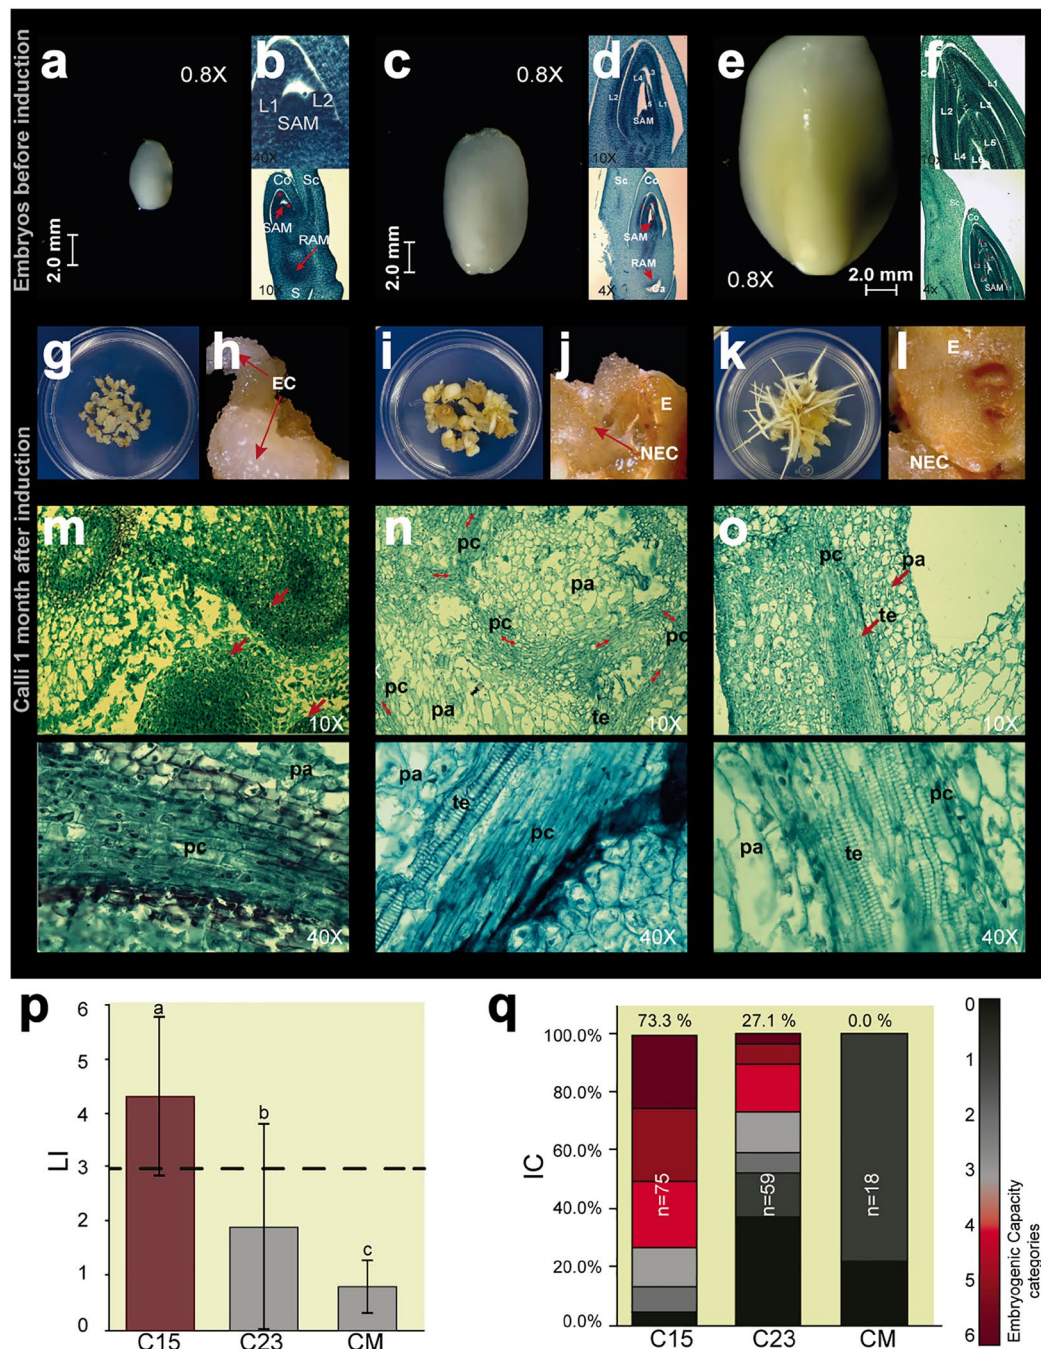 Embryos before induction
a
0.8X
2.0 mm
b
L1
L2
SAM
40X
Co
Sc
SAM
RAM
S
10X
c
0.8X
2.0 mm
d
L4
L3
L2
L1
SAM
10X
Sc
Co
SAM
RAM
Ca
4X
e
0.8X
2.0 mm
f
L1
L2
L3
L5
L4
L6
10X
Sc
Co
SAM
4x
Calli 1 month after induction
g
h
EC
i
j
E
NEC
k
l
E
NEC
m
10X
pa
pc
40X
n
pc
pa
pc
pc
pc
pa
te
10X
pa
te
pc
40X
o
pc
pa
te
10X
pc
pa
te
40X
p
LI
6
5
4
3
2
1
0
a
b
c
C15
C23
CM
q
IC
73.3 %
27.1 %
0.0 %
100.0%
80.0%
60.0%
40.0%
20.0%
0.0%
n=75
n=59
n=18
C15
C23
CM
0
1
2
3
4
5
6
Embryogenic Capacity
categories